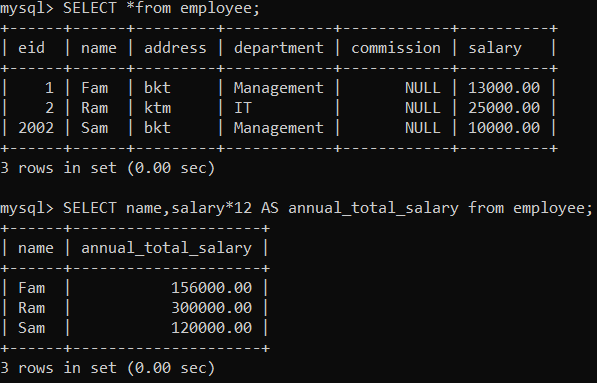 mysql> SELECT *from employee;
+------+------+---------+------------+------------+----------+
| eid  | name | address | department | commission | salary   |
+------+------+---------+------------+------------+----------+
|    1 | Fam  | bkt     | Management |       NULL | 13000.00 |
|    2 | Ram  | ktm     | IT         |       NULL | 25000.00 |
| 2002 | Sam  | bkt     | Management |       NULL | 10000.00 |
+------+------+---------+------------+------------+----------+
3 rows in set (0.00 sec)
mysql> SELECT name,salary*12 AS annual_total_salary from employee;
+------+---------------------+
| name | annual_total_salary |
+------+---------------------+
| Fam  |           156000.00 |
| Ram  |           300000.00 |
| Sam  |           120000.00 |
+------+---------------------+
3 rows in set (0.00 sec)